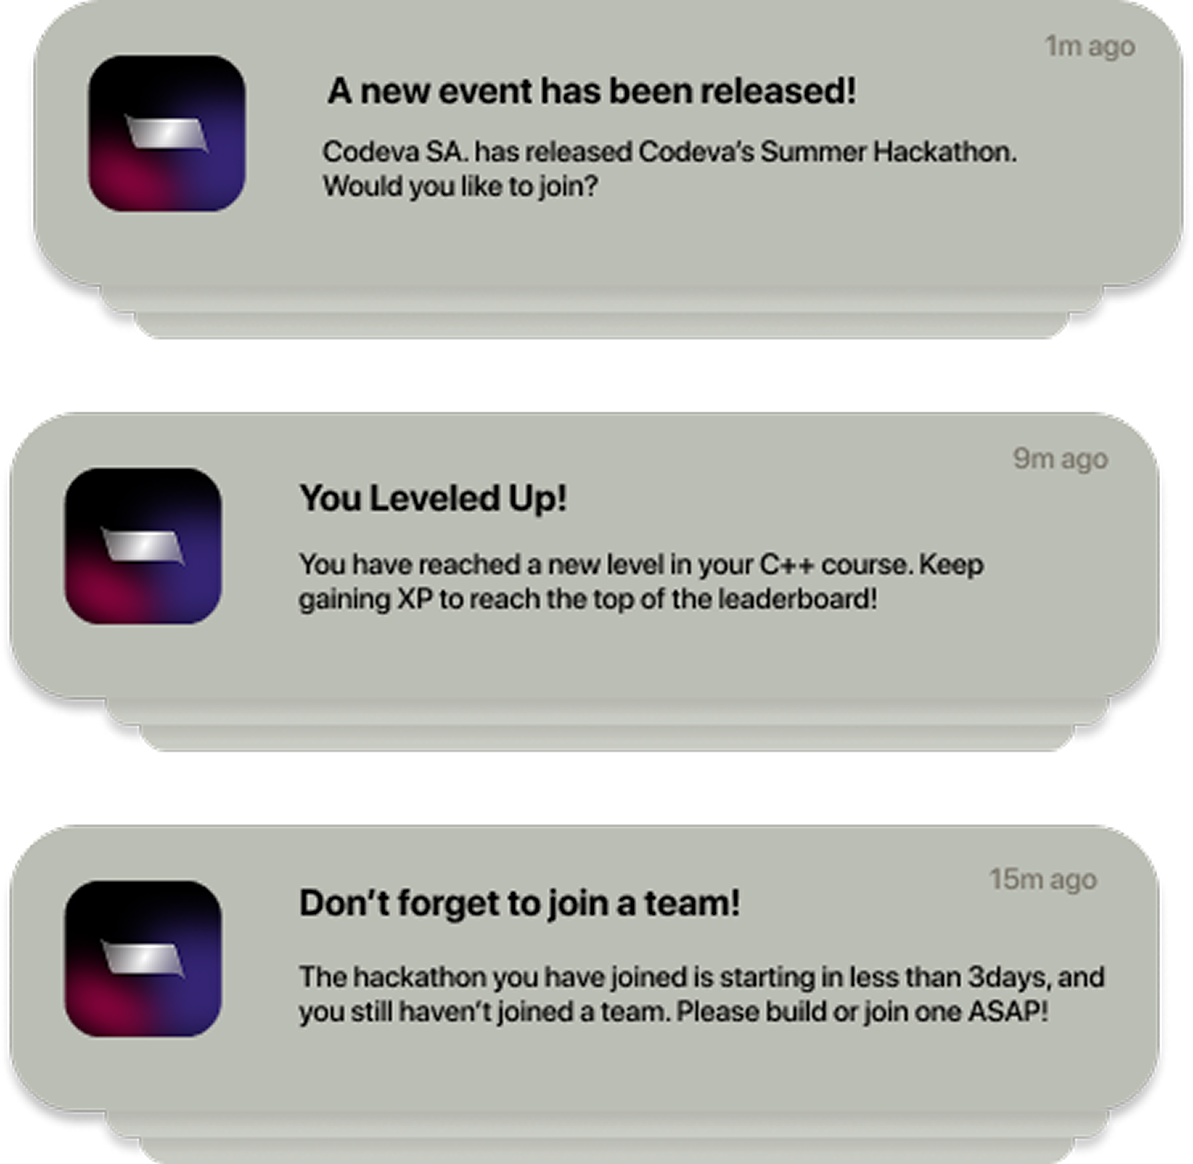 1m ago
A new event has been released!
Codeva SA. has released Codeva’s Summer Hackathon.
Would you like to join?
9m ago
You Leveled Up!
You have reached a new level in your C++ course. Keep
gaining XP to reach the top of the leaderboard!
15m ago
Don’t forget to join a team!
The hackathon you have joined is starting in less than 3days, and
you still haven’t joined a team. Please build or join one ASAP!